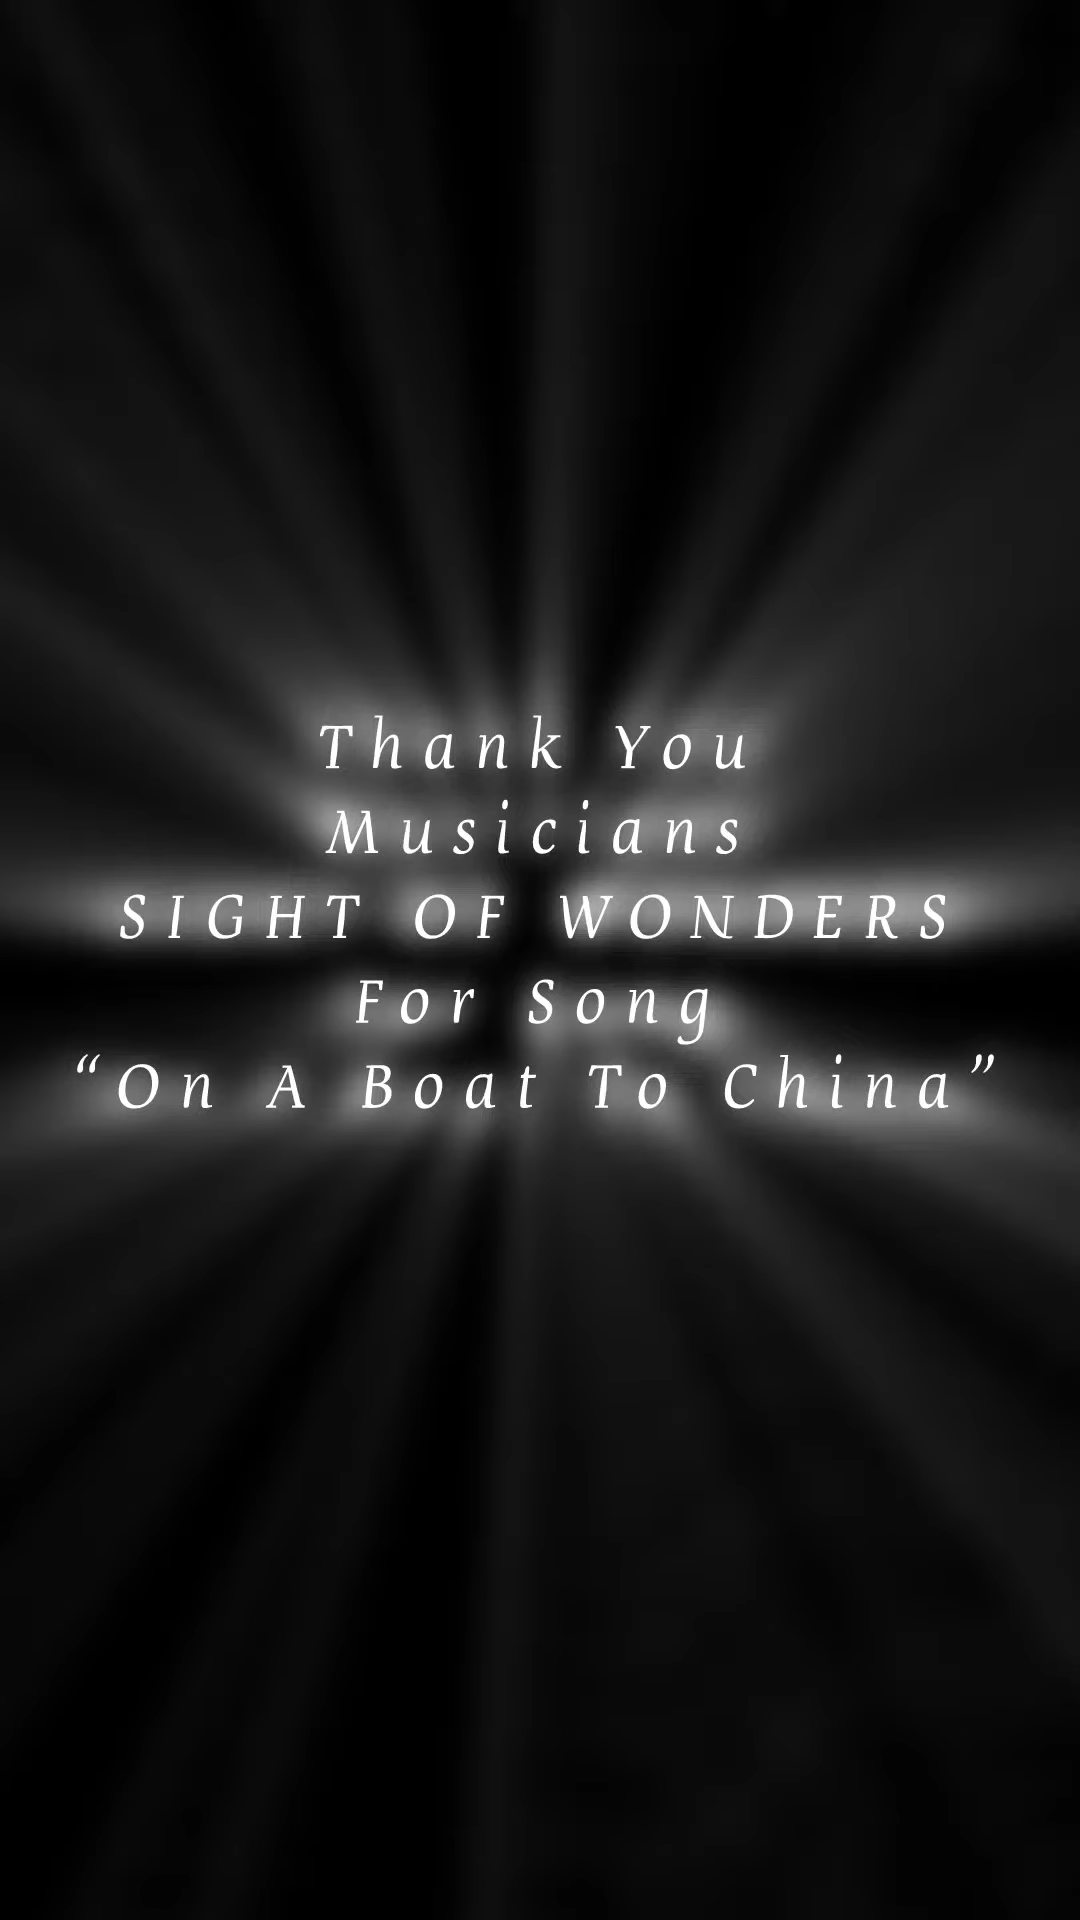 Thank You
Musicians
SIGHT OF WONDERS
For Song
“On A Boat To China”